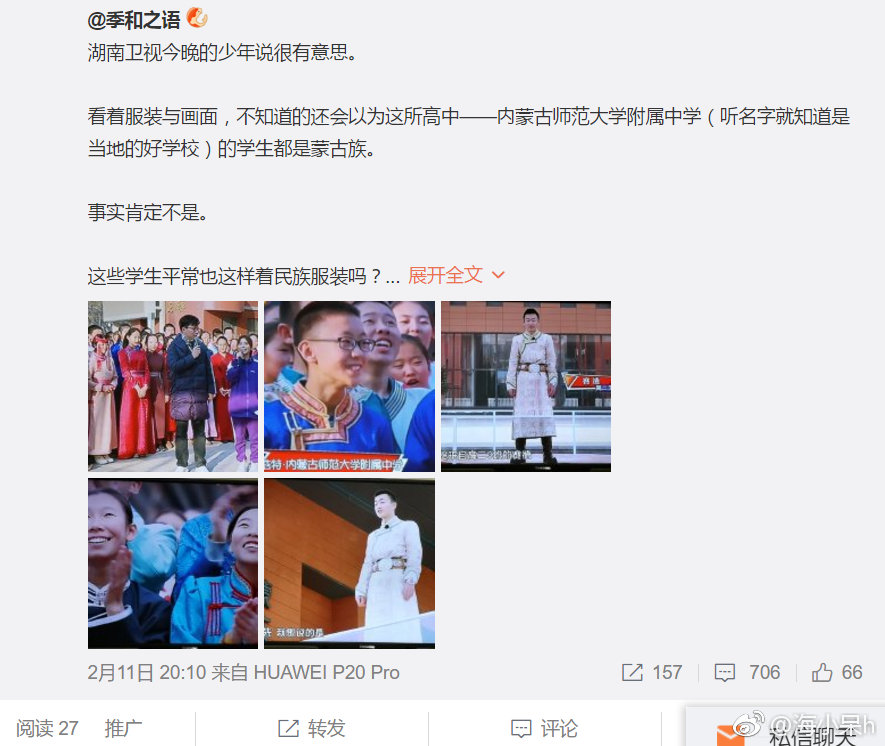 @季和之语
湖南卫视今晚的少年说很有意思。
看着服装与画面，不知道的还会以为这所高中——内蒙古师范大学附属中学（听名字就知道是
当地的好学校）的学生都是蒙古族。
事实肯定不是。
这些学生平常也这样着民族服装吗？... 展开全文
内蒙古师范大学附属中
我想说的是
2月11日 20:10 来自 HUAWEI P20 Pro
157 706 66
阅读 27 推广 转发 评论
私信聊天
@海小呆h